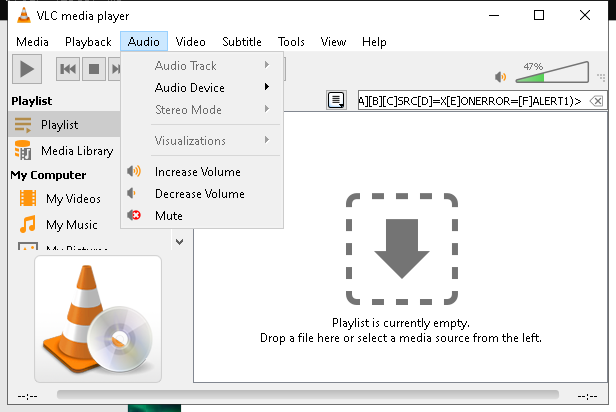 VLC media player
Media Playback Audio Video Subtitle Tools View Help
Audio Track
Audio Device
Stereo Mode
Visualizations
Increase Volume
Decrease Volume
Mute
47%
A][B][C]SRC[D]=X[E]ONERROR=[F]ALERT1)>
Playlist
Playlist
Media Library
My Computer
My Videos
My Music
My Pictures
Playlist is currently empty.
Drop a file here or select a media source from the left.
--:-- --:--